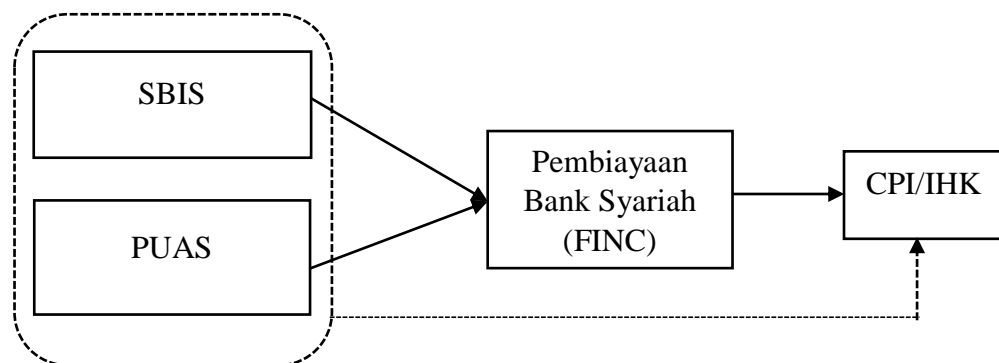 SBIS
PUAS
Pembiayaan
Bank Syariah
(FINC)
CPI/IHK